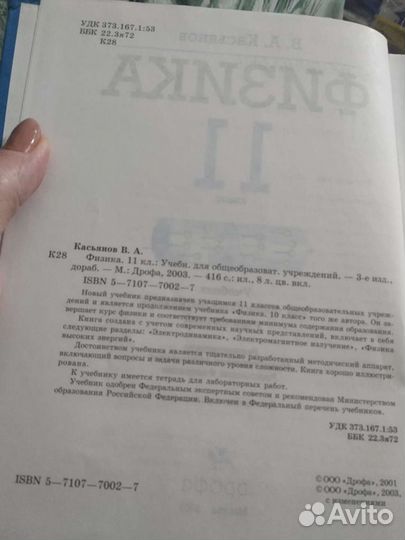 УДК 373.167.1:53
ББК 22.3я72
К28
В. А. Касьянов
ФИЗИКА
11
Касьянов В. А.
К28 Физика. 11 кл.: Учебн. для общеобразоват. учреждений. — 3-е изд.,
дораб. — М.: Дрофа, 2003. — 416 с.: ил., 8 л. цв. вкл.
ISBN 5—7107—7002—7
Новый учебник предназначен учащимся 11 классов общеобразовательных учреж-
дений и является продолжением учебника «Физика. 10 класс» того же автора. Он за-
вершает курс физики и соответствует требованиям минимума содержания образования.
Книга создана с учетом современных научных представлений, включает в себя
следующие разделы: «Электродинамика», «Электромагнитное излучение», «Физика
высоких энергий».
Достоинством учебника является тщательно разработанный методический аппарат,
включающий вопросы и задачи различного уровня сложности. Книга хорошо иллюстри-
рована.
К учебнику имеется тетрадь для лабораторных работ.
Учебник одобрен Федеральным экспертным советом и рекомендован Министерством
образования Российской Федерации. Включен в Федеральный перечень учебников.
УДК 373.167.1:53
ББК 22.3я72
ISBN 5—7107—7002—7
© ООО «Дрофа», 2001
© ООО «Дрофа», 2003,
с изменениями
дрофа
Avito